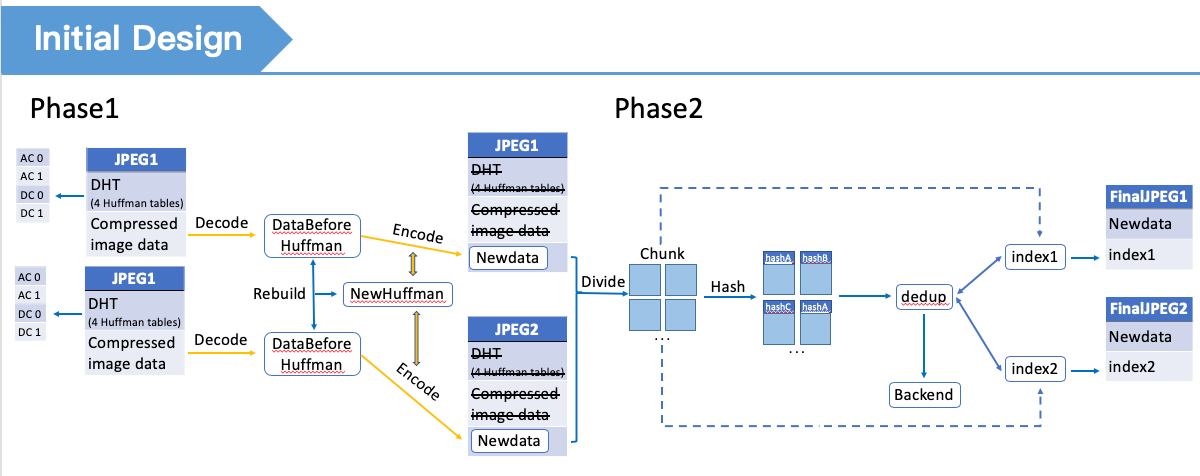 Initial Design
Phase1
AC 0
AC 1
DC 0
DC 1
JPEG1
DHT
(4 Huffman tables)
Compressed
image data
Decode
DataBefore
Huffman
Encode
AC 0
AC 1
DC 0
DC 1
JPEG1
DHT
(4 Huffman tables)
Compressed
image data
Decode
DataBefore
Huffman
Encode
Rebuild
NewHuffman
JPEG1
DHT
(4 Huffman tables)
Compressed
image data
Newdata
JPEG2
DHT
(4 Huffman tables)
Compressed
image data
Newdata
Phase2
Divide
Chunk
...
Hash
hashA
hashB
hashC
hashA
...
dedup
Backend
index1
index2
FinalJPEG1
Newdata
index1
FinalJPEG2
Newdata
index2